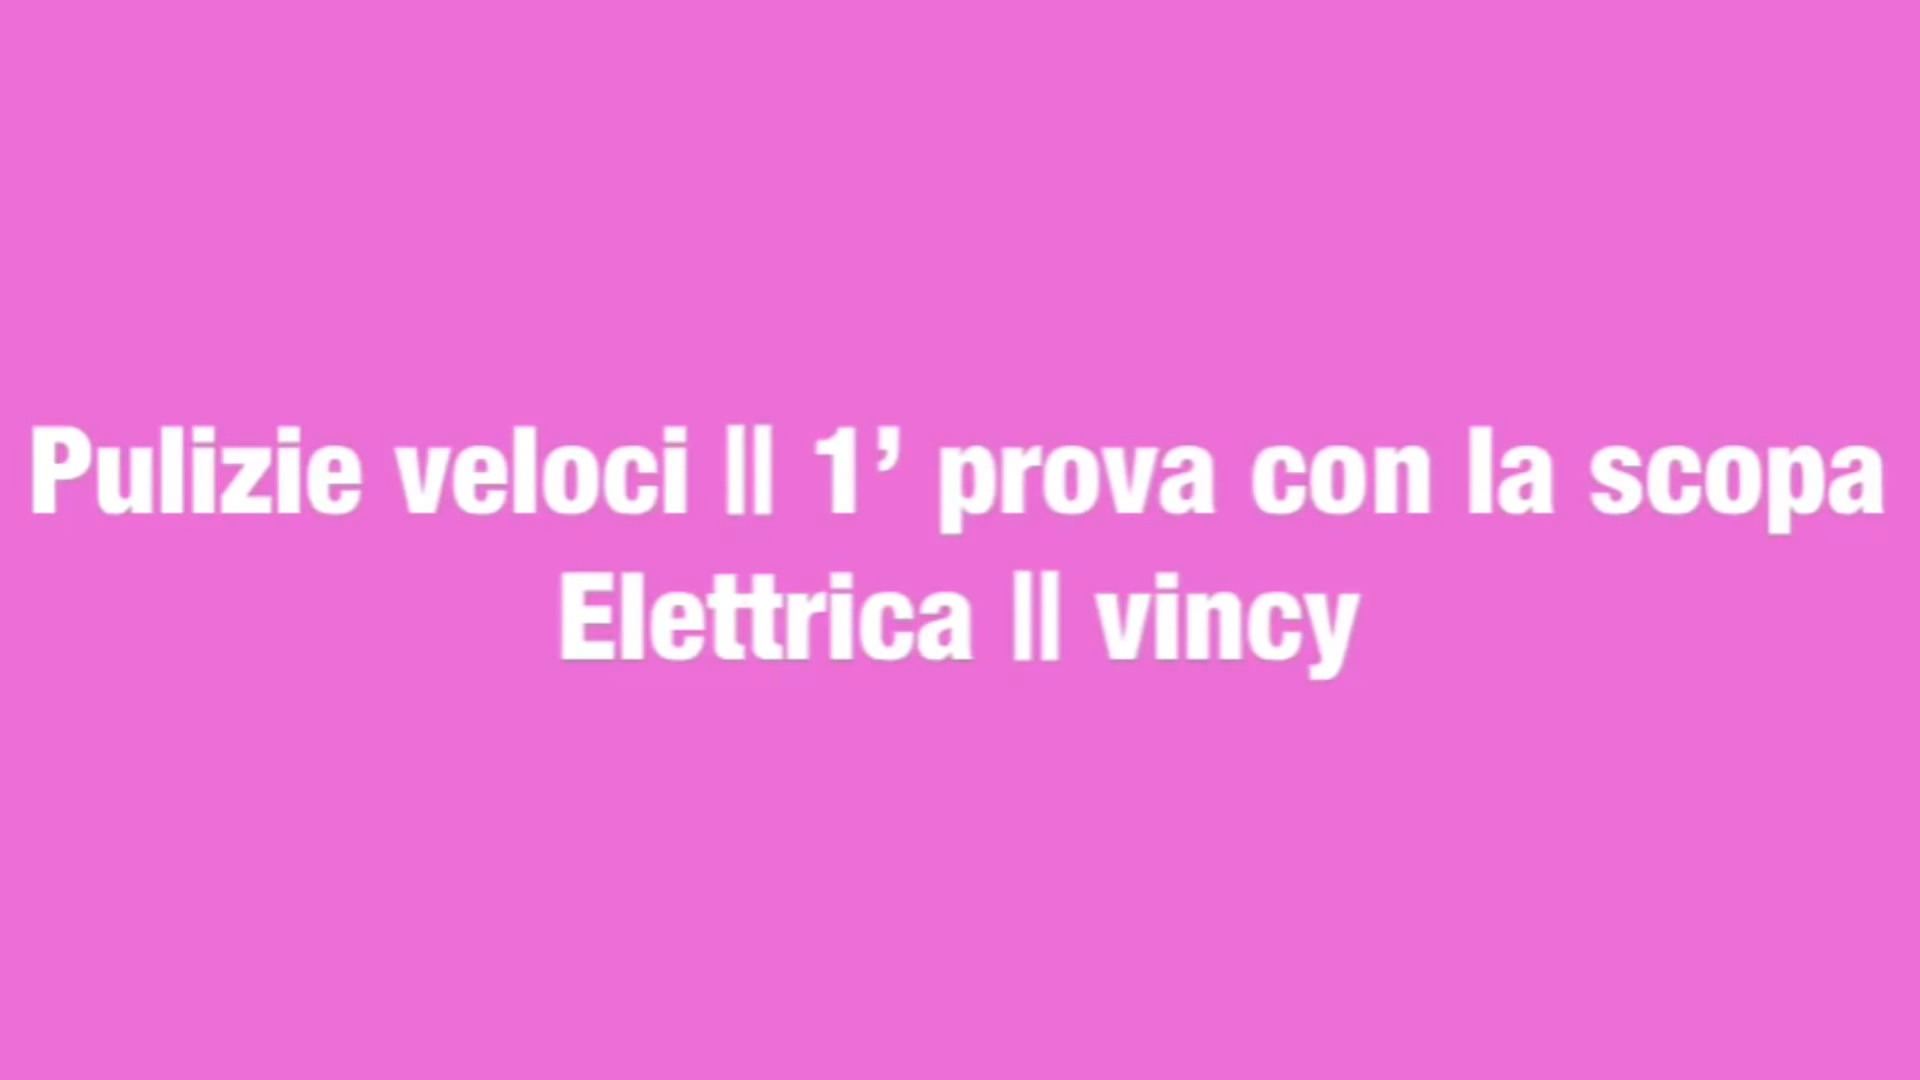 Pulizie veloci || 1’ prova con la scopa
Elettrica || vincy